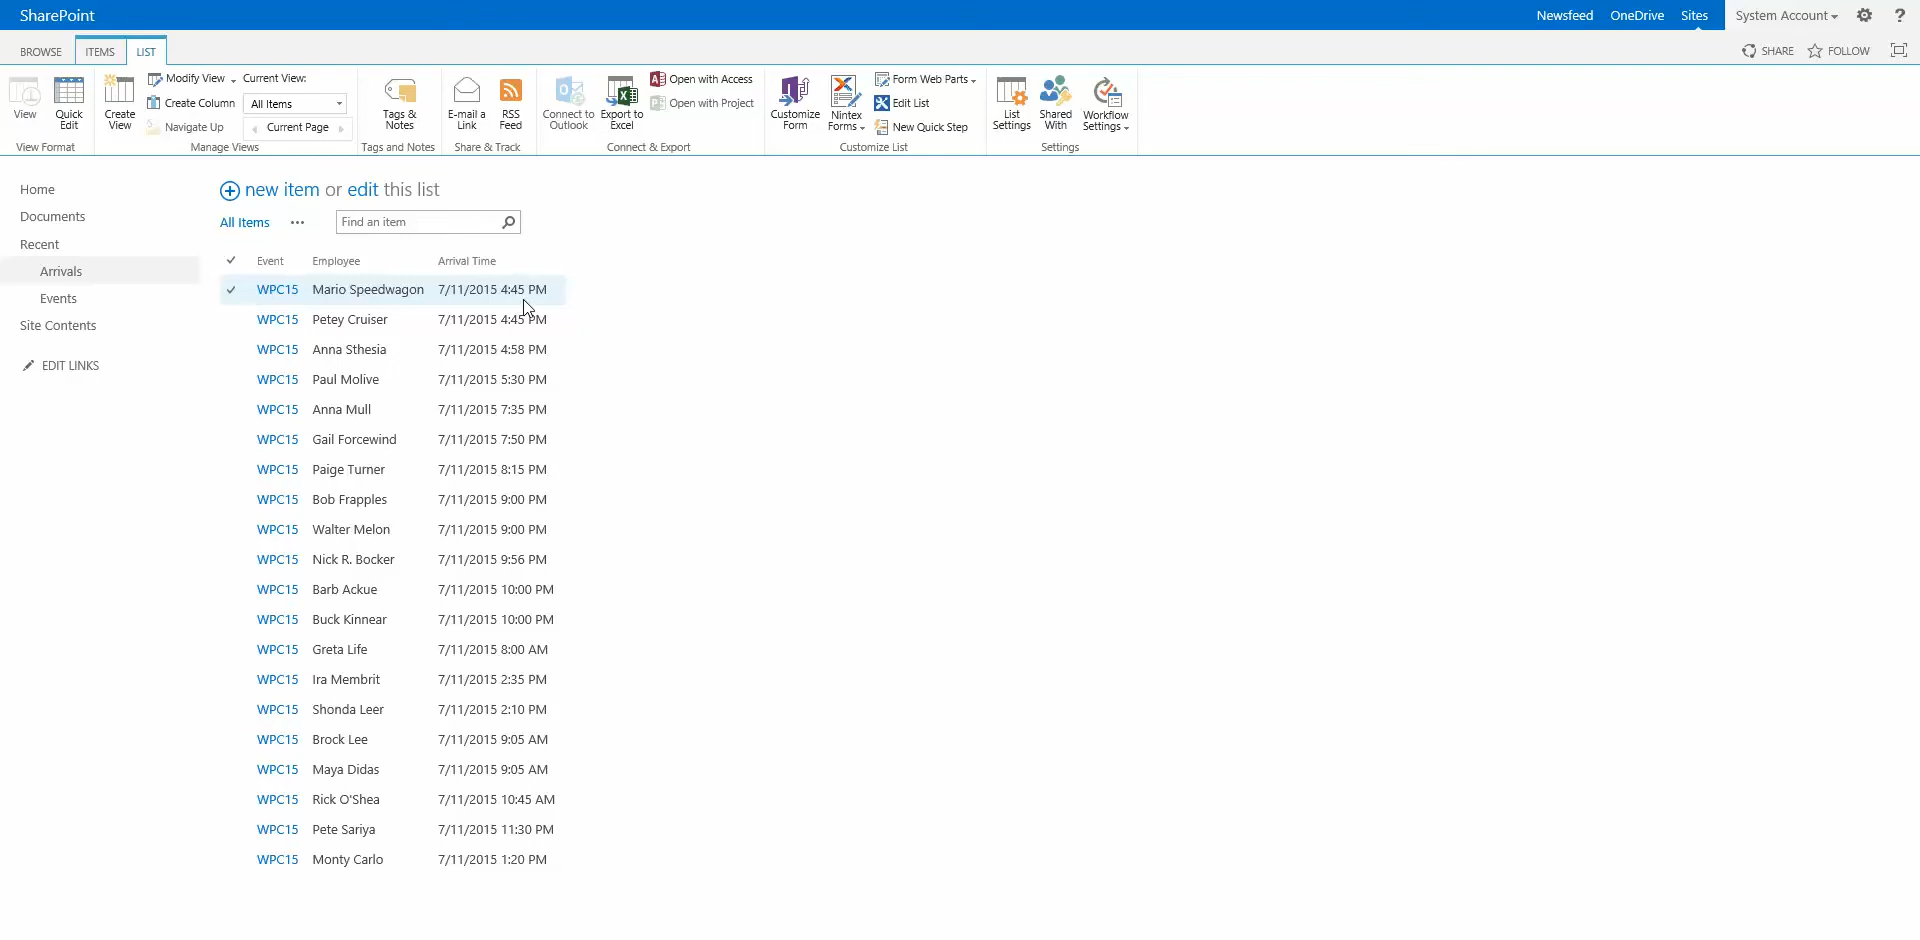 SharePoint
Newsfeed OneDrive Sites System Account ?
BROWSE ITEMS LIST
SHARE FOLLOW
View
Quick Edit
Create View
Modify View
Create Column
Navigate Up
Current View:
All Items
Current Page
Tags & Notes
E-mail a Link
RSS Feed
Connect to Outlook
Export to Excel
Open with Access
Open with Project
Customize Form
Nintex Forms
Form Web Parts
Edit List
New Quick Step
List Settings
Shared With
Workflow Settings
View Format Manage Views Tags and Notes Share & Track Connect & Export Customize List Settings
Home
Documents
Recent
Arrivals
Events
Site Contents
EDIT LINKS
new item or edit this list
All Items ••• Find an item
Event Employee Arrival Time
WPC15 Mario Speedwagon 7/11/2015 4:45 PM
WPC15 Petey Cruiser 7/11/2015 4:45 PM
WPC15 Anna Sthesia 7/11/2015 4:58 PM
WPC15 Paul Molive 7/11/2015 5:30 PM
WPC15 Anna Mull 7/11/2015 7:35 PM
WPC15 Gail Forcewind 7/11/2015 7:50 PM
WPC15 Paige Turner 7/11/2015 8:15 PM
WPC15 Bob Frapples 7/11/2015 9:00 PM
WPC15 Walter Melon 7/11/2015 9:00 PM
WPC15 Nick R. Bocker 7/11/2015 9:56 PM
WPC15 Barb Ackue 7/11/2015 10:00 PM
WPC15 Buck Kinnear 7/11/2015 10:00 PM
WPC15 Greta Life 7/11/2015 8:00 AM
WPC15 Ira Membrit 7/11/2015 2:35 PM
WPC15 Shonda Leer 7/11/2015 2:10 PM
WPC15 Brock Lee 7/11/2015 9:05 AM
WPC15 Maya Didas 7/11/2015 9:05 AM
WPC15 Rick O'Shea 7/11/2015 10:45 AM
WPC15 Pete Sariya 7/11/2015 11:30 PM
WPC15 Monty Carlo 7/11/2015 1:20 PM